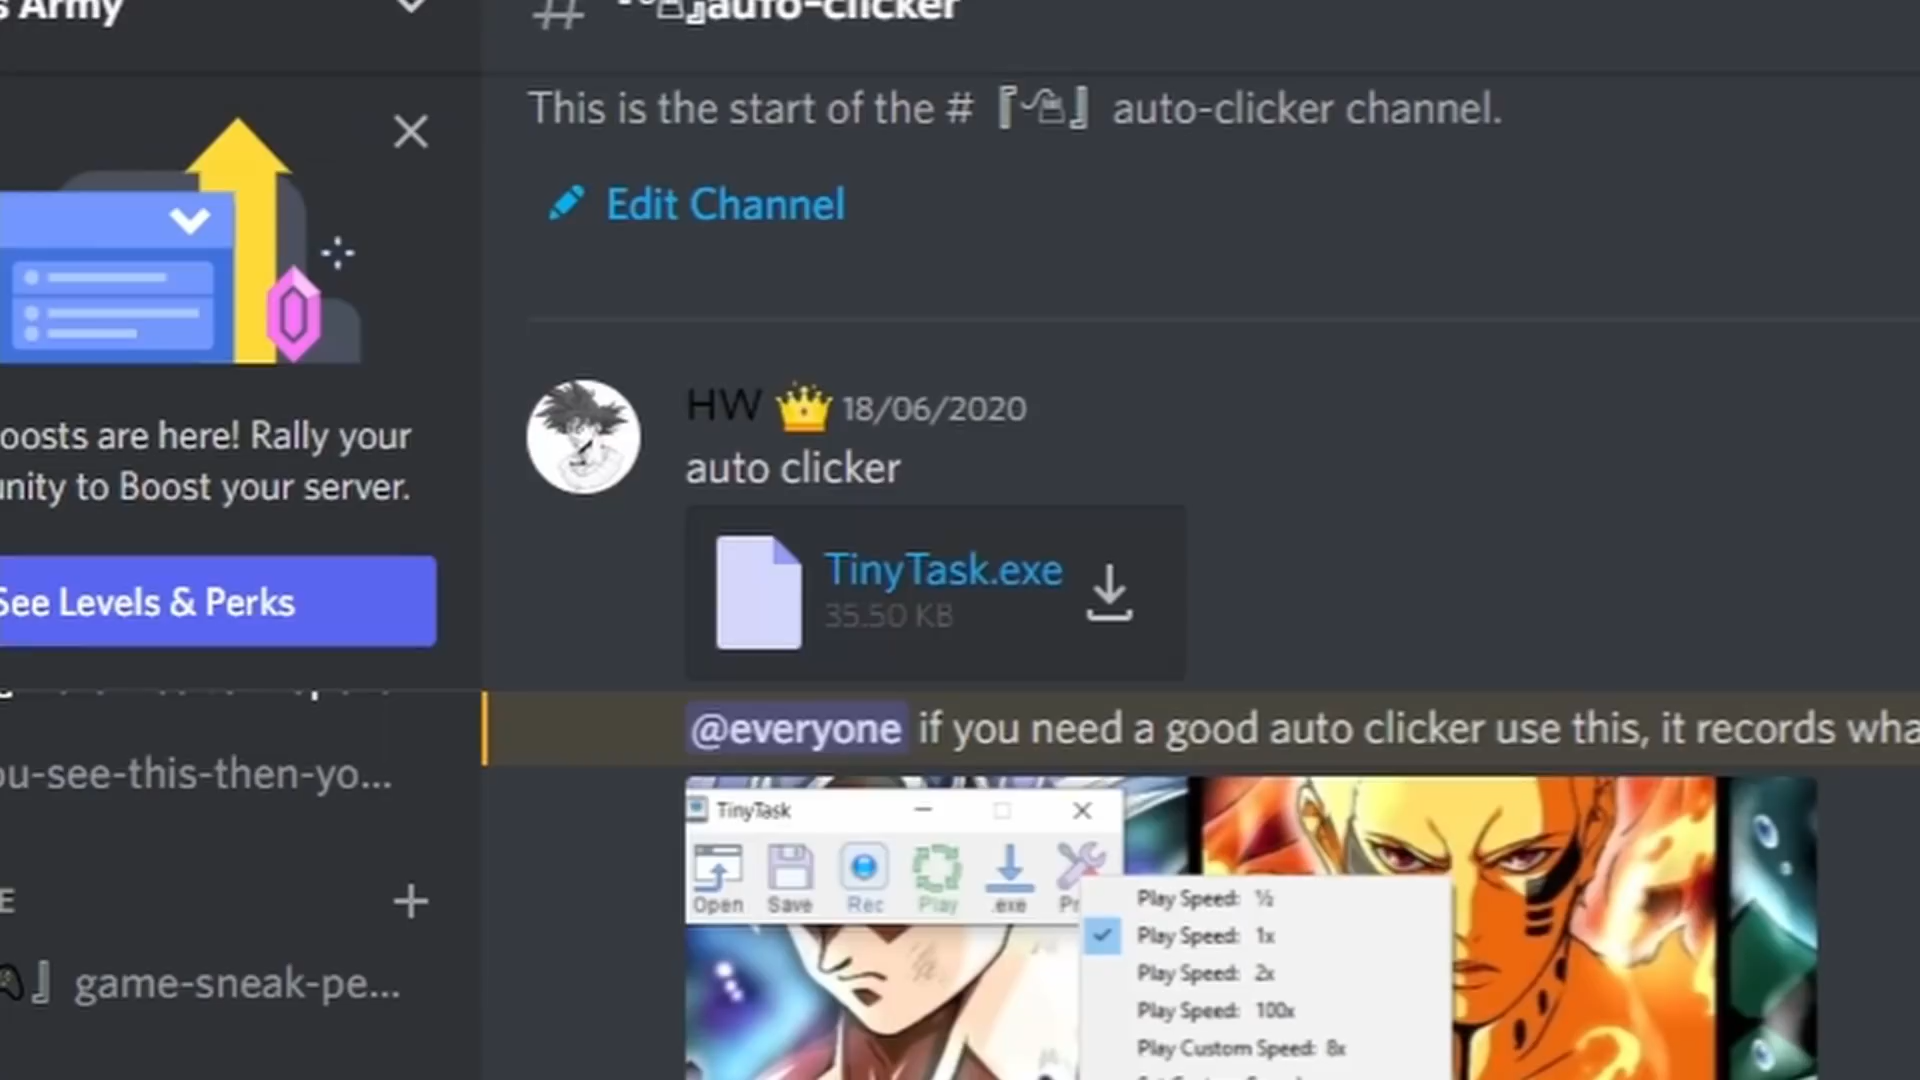 s Army
auto-clicker
This is the start of the # 『🖱』 auto-clicker channel.
Edit Channel
oosts are here! Rally your
unity to Boost your server.
See Levels & Perks
HW 👑 18/06/2020
auto clicker
TinyTask.exe
35.50 KB
@everyone if you need a good auto clicker use this, it records wha
ou-see-this-then-yo...
E
game-sneak-pe...
TinyTask
Open Save Rec Play .exe Pr
Play Speed: ½
Play Speed: 1x
Play Speed: 2x
Play Speed: 100x
Play Custom Speed: 8x